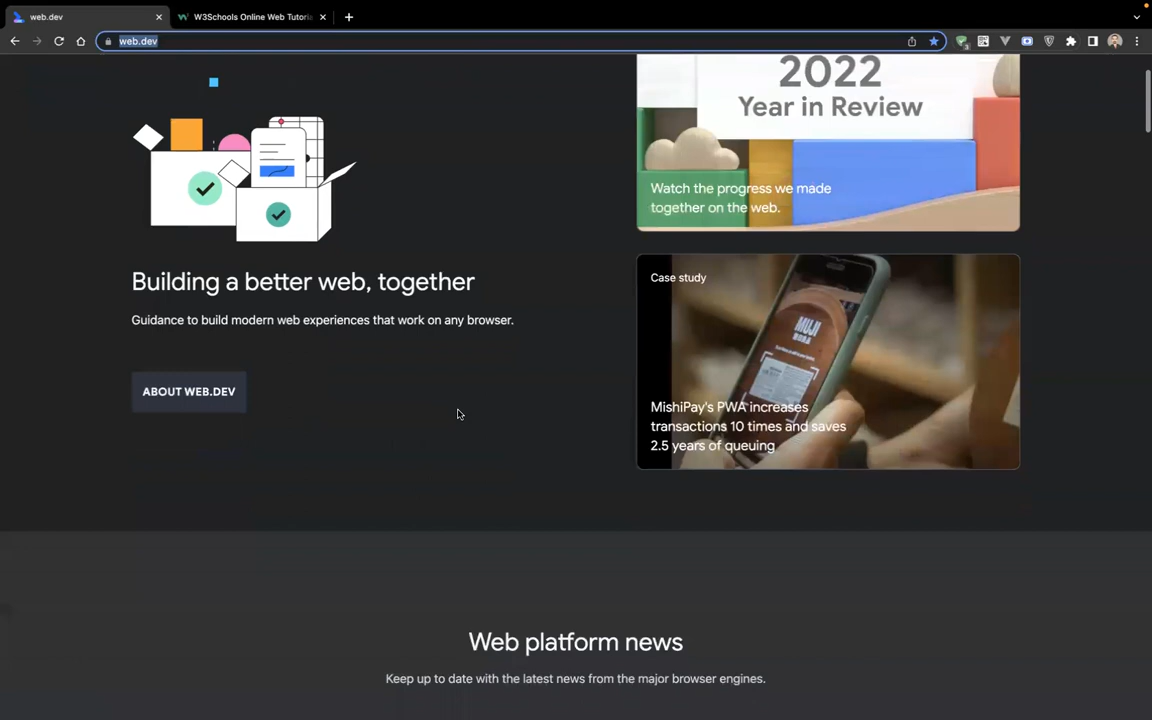 web.dev
W3Schools Online Web Tutoria
web.dev
2022
Year in Review
Watch the progress we made
together on the web.
Building a better web, together
Guidance to build modern web experiences that work on any browser.
ABOUT WEB.DEV
Case study
MUJI
MishiPay's PWA increases
transactions 10 times and saves
2.5 years of queuing
Web platform news
Keep up to date with the latest news from the major browser engines.